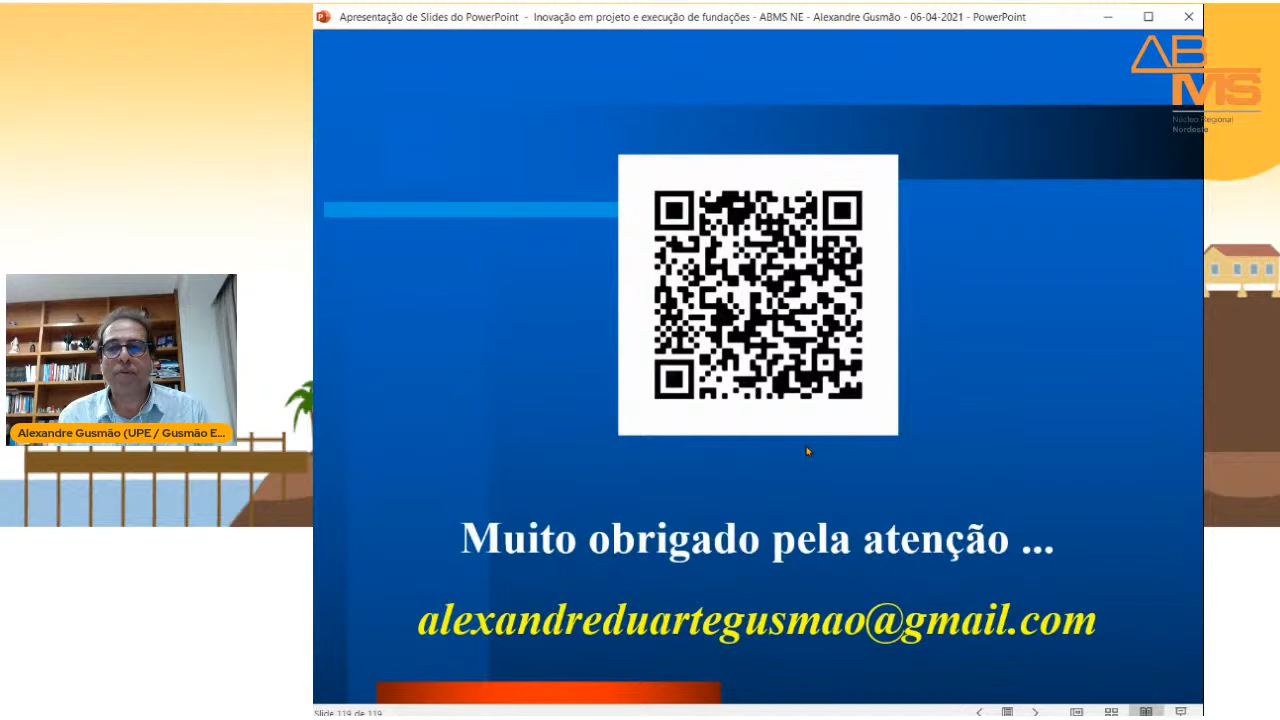 Apresentação de Slides do PowerPoint - Inovação em projeto e execução de fundações - ABMS NE - Alexandre Gusmão - 06-04-2021 - PowerPoint
ABMS
Núcleo Regional
Nordeste
Alexandre Gusmão (UPE / Gusmão E...
Muito obrigado pela atenção ...
alexandreduartegusmao@gmail.com
Slide 119 de 119